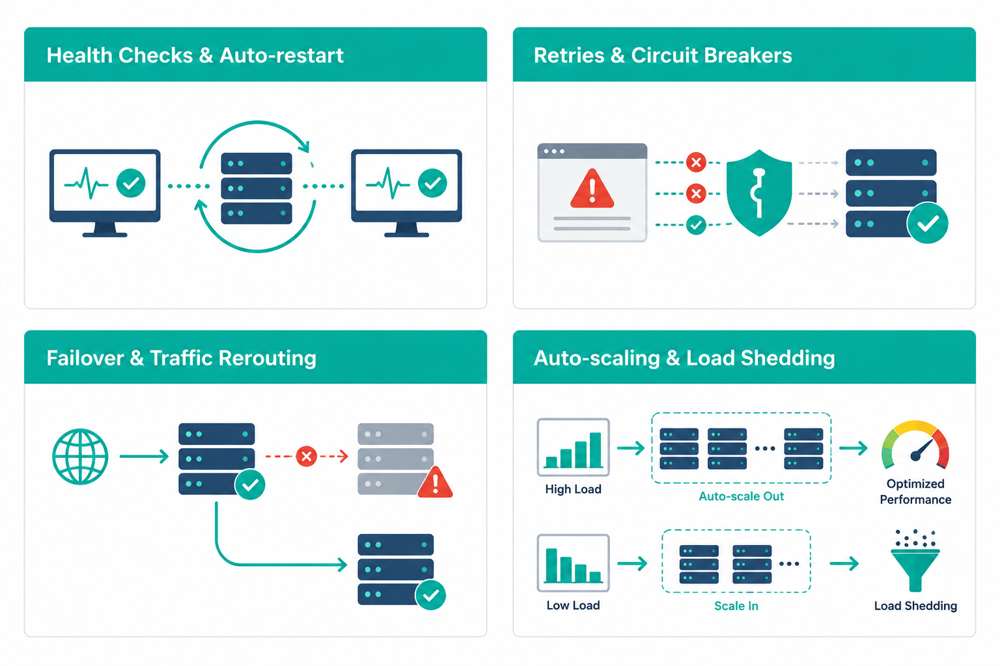 Health Checks & Auto-restart
Retries & Circuit Breakers
Failover & Traffic Rerouting
Auto-scaling & Load Shedding
High Load
Auto-scale Out
Optimized
Performance
Low Load
Scale In
Load Shedding